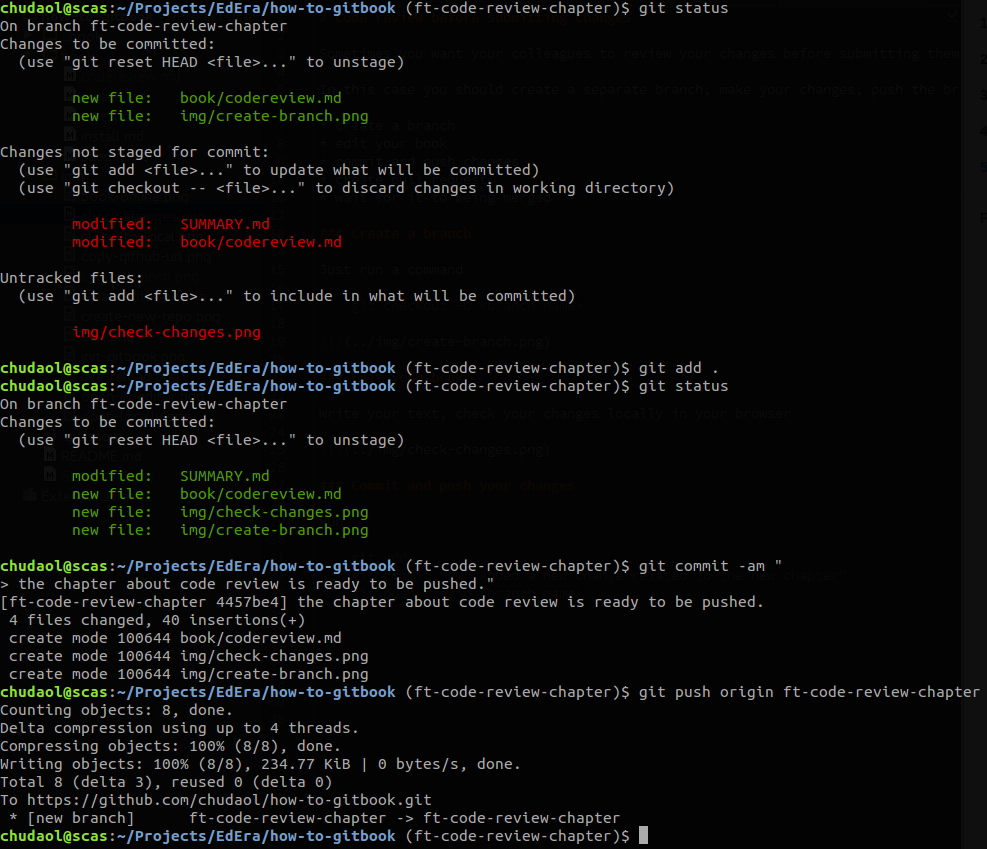 chudaol@scas:~/Projects/EdEra/how-to-gitbook (ft-code-review-chapter)$ git status
On branch ft-code-review-chapter
Changes to be committed:
  (use "git reset HEAD <file>..." to unstage)

        new file:   book/codereview.md
        new file:   img/create-branch.png

Changes not staged for commit:
  (use "git add <file>..." to update what will be committed)
  (use "git checkout -- <file>..." to discard changes in working directory)

        modified:   SUMMARY.md
        modified:   book/codereview.md

Untracked files:
  (use "git add <file>..." to include in what will be committed)

        img/check-changes.png

chudaol@scas:~/Projects/EdEra/how-to-gitbook (ft-code-review-chapter)$ git add .
chudaol@scas:~/Projects/EdEra/how-to-gitbook (ft-code-review-chapter)$ git status
On branch ft-code-review-chapter
Changes to be committed:
  (use "git reset HEAD <file>..." to unstage)

        modified:   SUMMARY.md
        new file:   book/codereview.md
        new file:   img/check-changes.png
        new file:   img/create-branch.png

chudaol@scas:~/Projects/EdEra/how-to-gitbook (ft-code-review-chapter)$ git commit -am "
> the chapter about code review is ready to be pushed."
[ft-code-review-chapter 4457be4] the chapter about code review is ready to be pushed.
 4 files changed, 40 insertions(+)
 create mode 100644 book/codereview.md
 create mode 100644 img/check-changes.png
 create mode 100644 img/create-branch.png
chudaol@scas:~/Projects/EdEra/how-to-gitbook (ft-code-review-chapter)$ git push origin ft-code-review-chapter
Counting objects: 8, done.
Delta compression using up to 4 threads.
Compressing objects: 100% (8/8), done.
Writing objects: 100% (8/8), 234.77 KiB | 0 bytes/s, done.
Total 8 (delta 3), reused 0 (delta 0)
To https://github.com/chudaol/how-to-gitbook.git
 * [new branch]      ft-code-review-chapter -> ft-code-review-chapter
chudaol@scas:~/Projects/EdEra/how-to-gitbook (ft-code-review-chapter)$